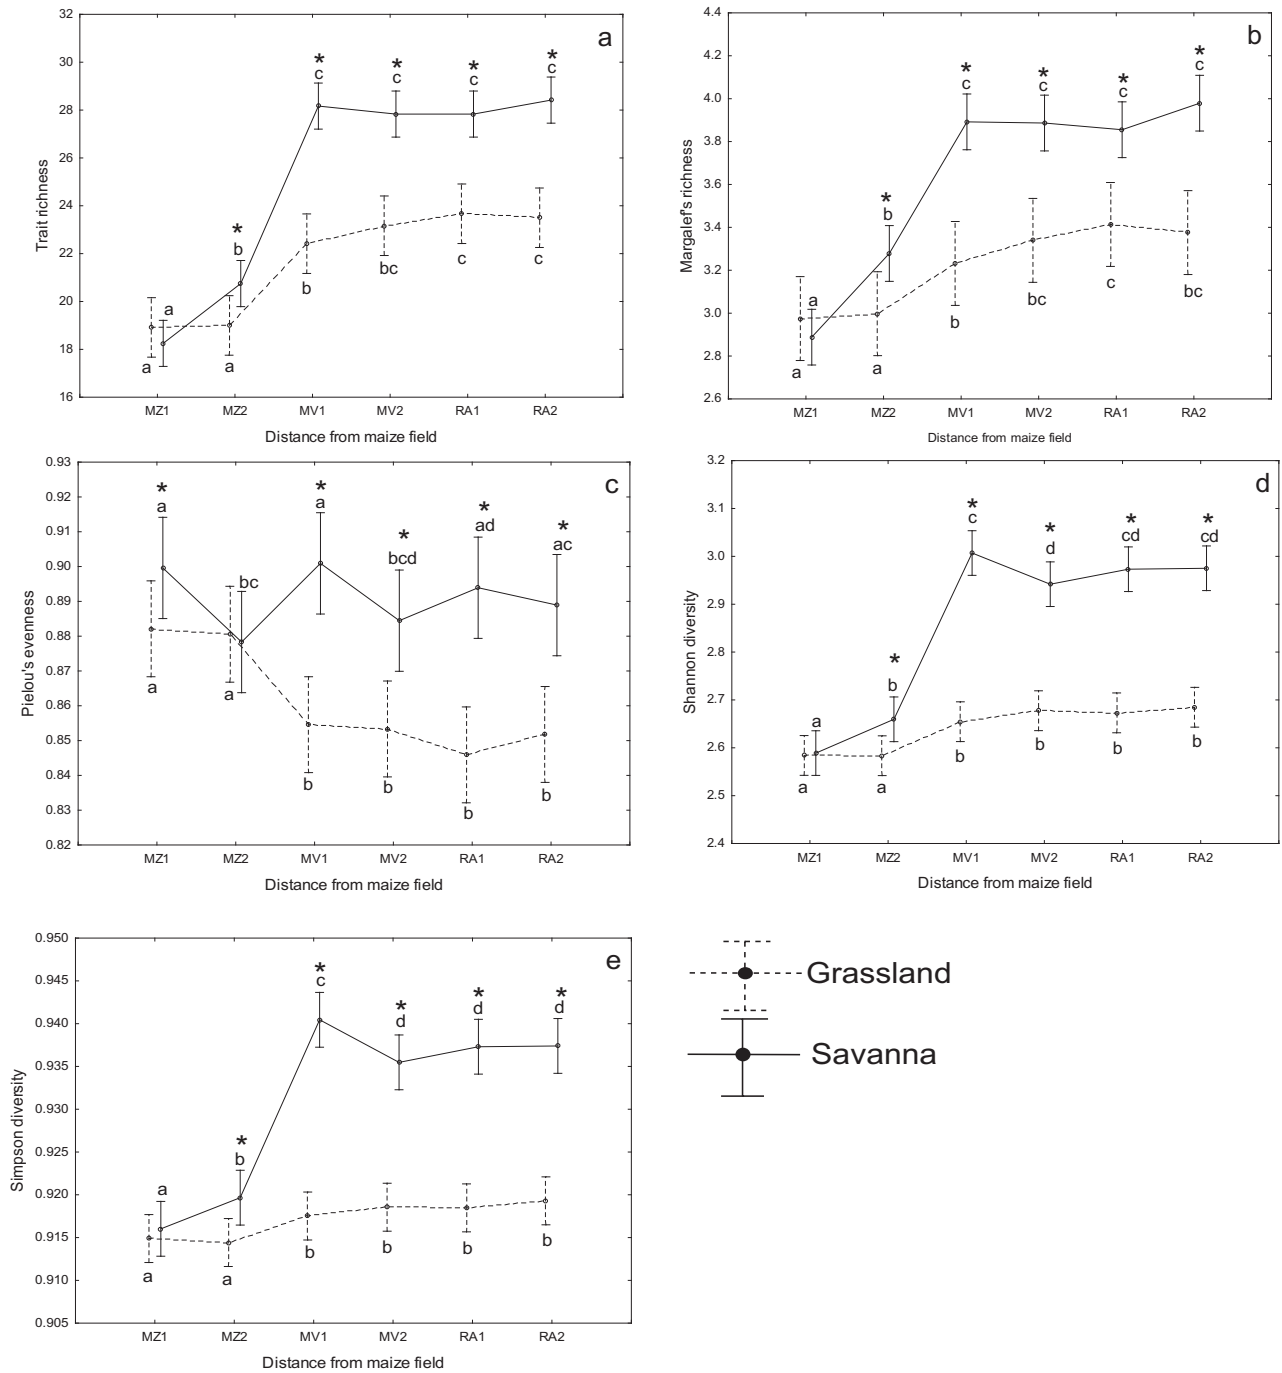 a
Trait richness
32
30
28
26
24
22
20
18
16
* * * * *
c c c c
b
a
a a b bc c c
MZ1 MZ2 MV1 MV2 RA1 RA2
Distance from maize field
b
Margalef's richness
4.4
4.2
4.0
3.8
3.6
3.4
3.2
3.0
2.8
2.6
* * * * *
c c c c
b
a
a a b bc c bc
MZ1 MZ2 MV1 MV2 RA1 RA2
Distance from maize field
c
Pielou's evenness
0.93
0.92
0.91
0.90
0.89
0.88
0.87
0.86
0.85
0.84
0.83
0.82
* * * * *
a bc a bcd ad ac
a a b b b b
MZ1 MZ2 MV1 MV2 RA1 RA2
Distance from maize field
d
Shannon diversity
3.2
3.1
3.0
2.9
2.8
2.7
2.6
2.5
2.4
* * * * *
a b c d cd cd
a a b b b b
MZ1 MZ2 MV1 MV2 RA1 RA2
Distance from maize field
e
Simpson diversity
0.950
0.945
0.940
0.935
0.930
0.925
0.920
0.915
0.910
0.905
* * * * *
a b c d d d
a a b b b b
MZ1 MZ2 MV1 MV2 RA1 RA2
Distance from maize field
Grassland
Savanna